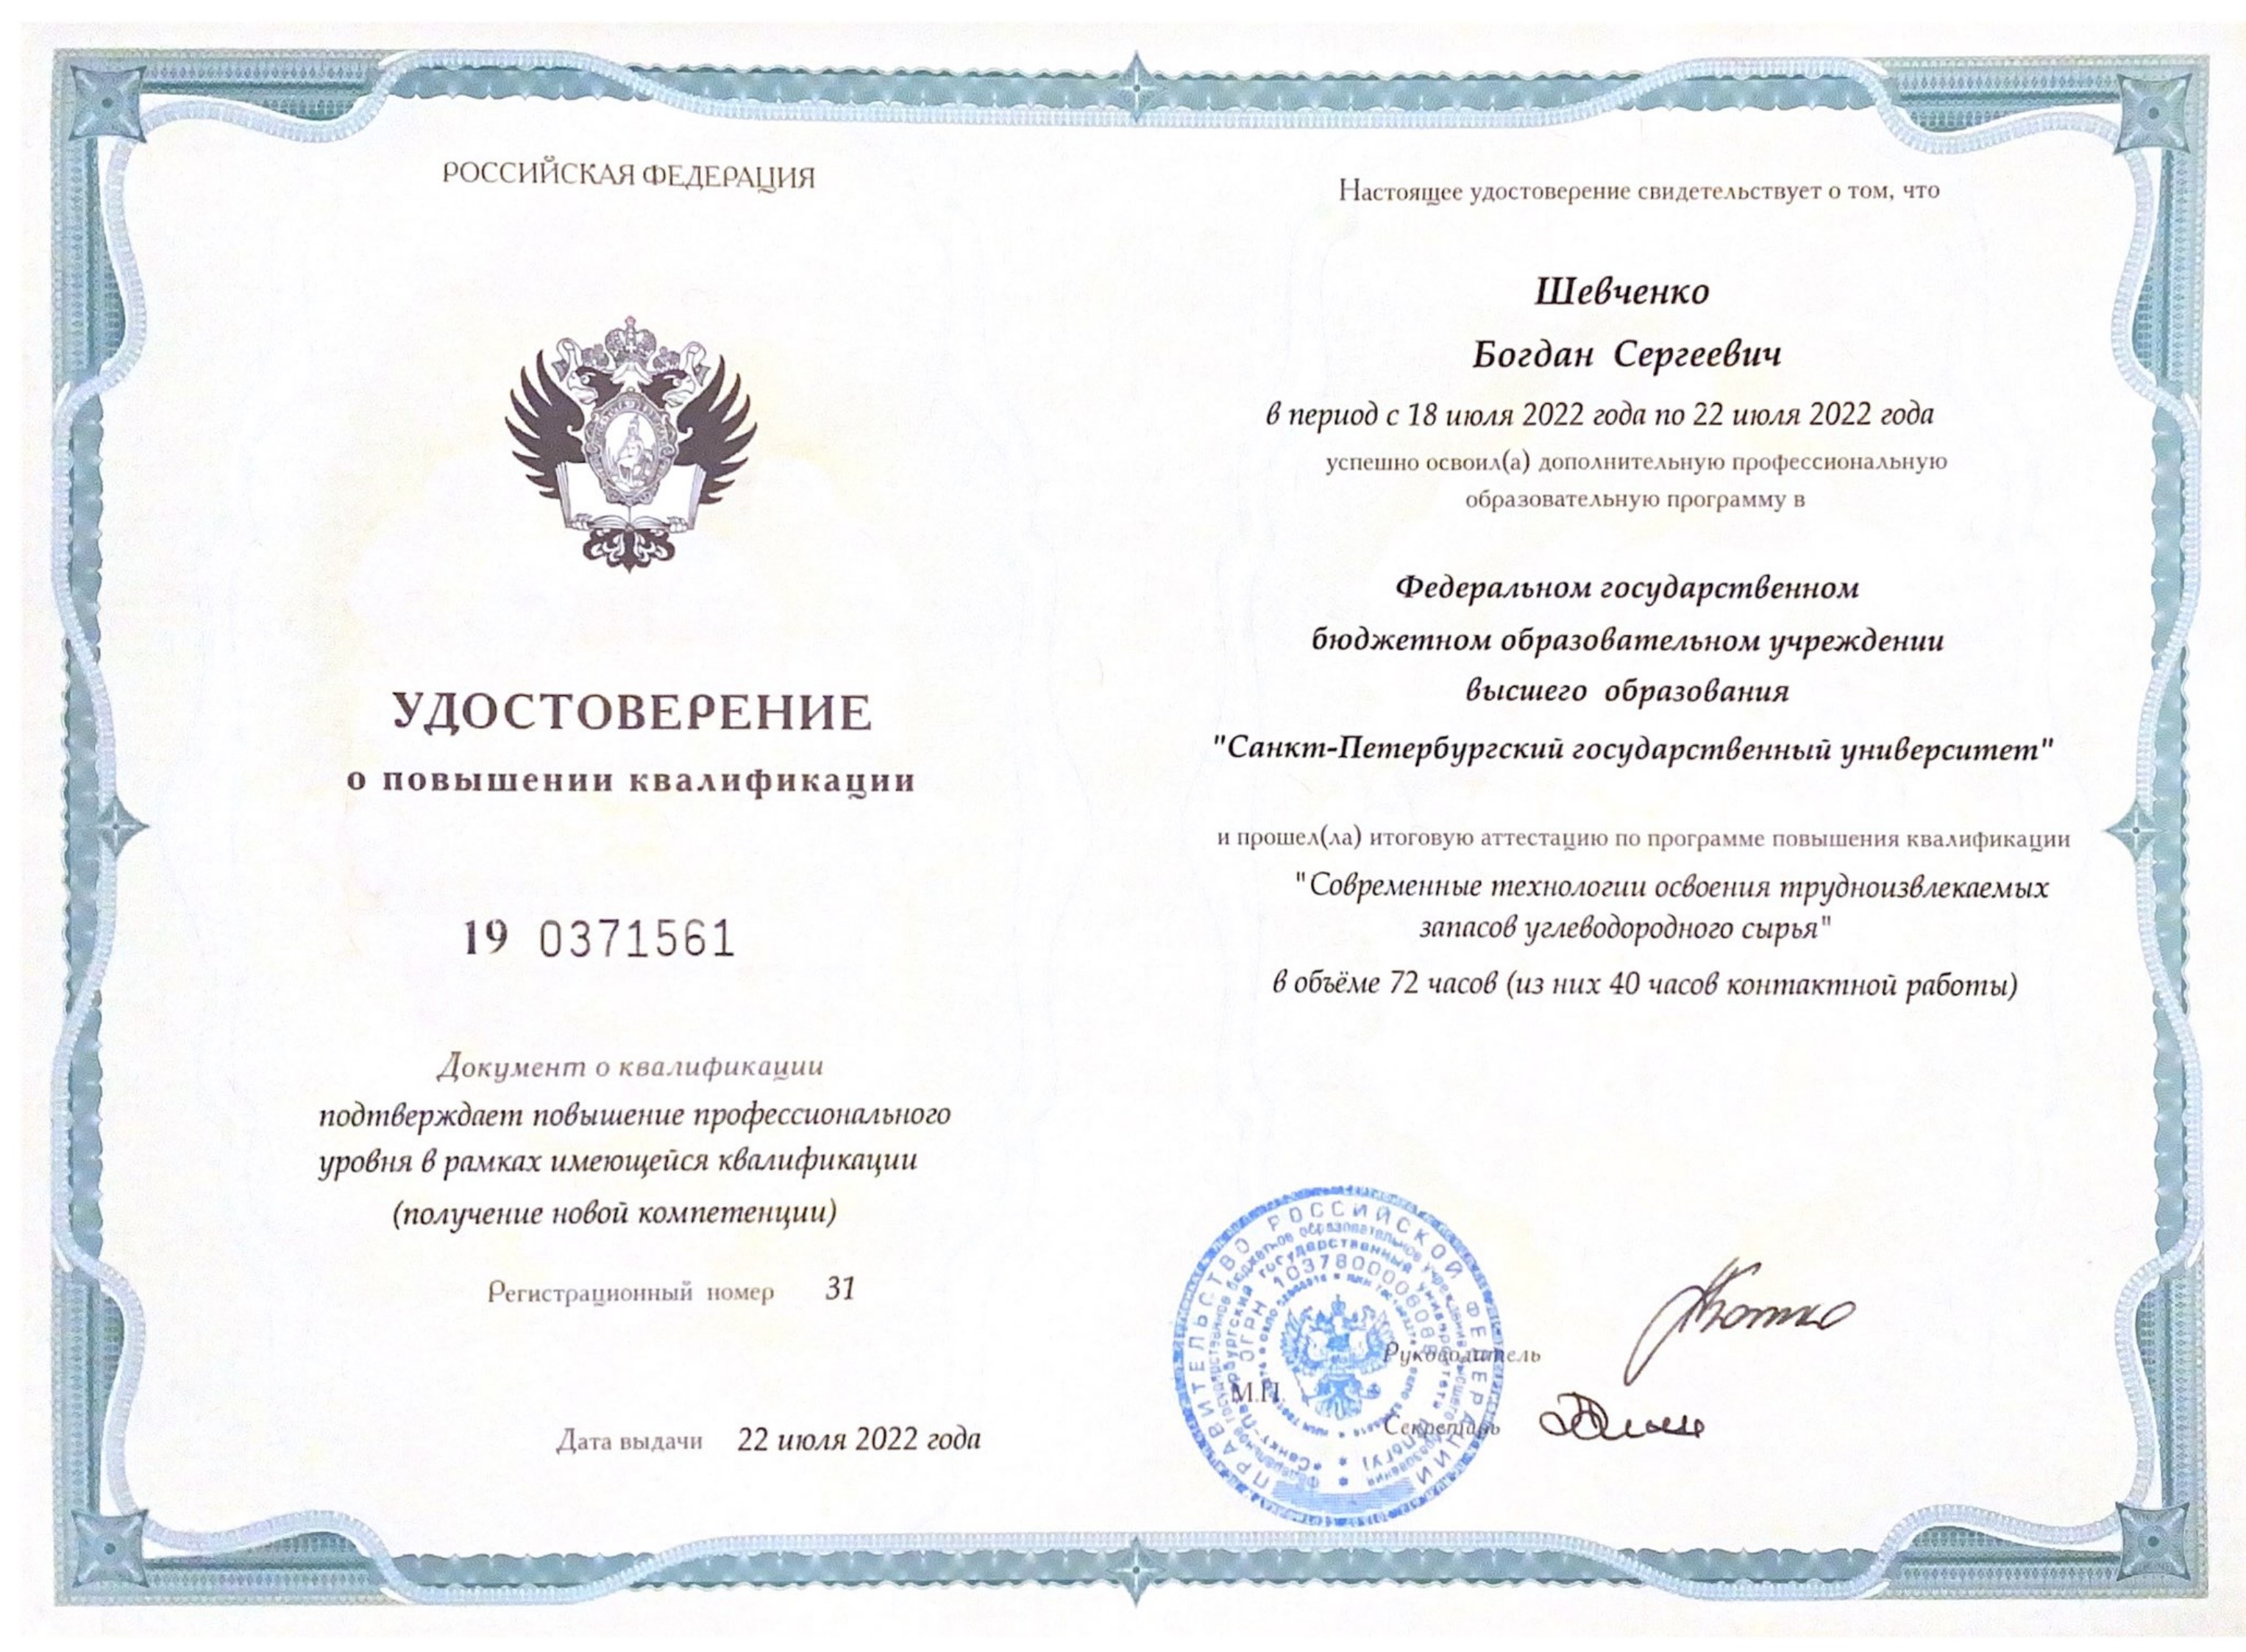 РОССИЙСКАЯ ФЕДЕРАЦИЯ
УДОСТОВЕРЕНИЕ
о повышении квалификации
19 0371561
Документ о квалификации
подтверждает повышение профессионального
уровня в рамках имеющейся квалификации
(получение новой компетенции)
Регистрационный номер 31
Дата выдачи 22 июля 2022 года
Настоящее удостоверение свидетельствует о том, что
Шевченко
Богдан Сергеевич
в период с 18 июля 2022 года по 22 июля 2022 года
успешно освоил(а) дополнительную профессиональную
образовательную программу в
Федеральном государственном
бюджетном образовательном учреждении
высшего образования
"Санкт-Петербургский государственный университет"
и прошел(ла) итоговую аттестацию по программе повышения квалификации
"Современные технологии освоения трудноизвлекаемых
запасов углеводородного сырья"
в объёме 72 часов (из них 40 часов контактной работы)
ПРАВИТЕЛЬСТВО РОССИЙСКОЙ ФЕДЕРАЦИИ
Руководитель
М.П.
Секретарь